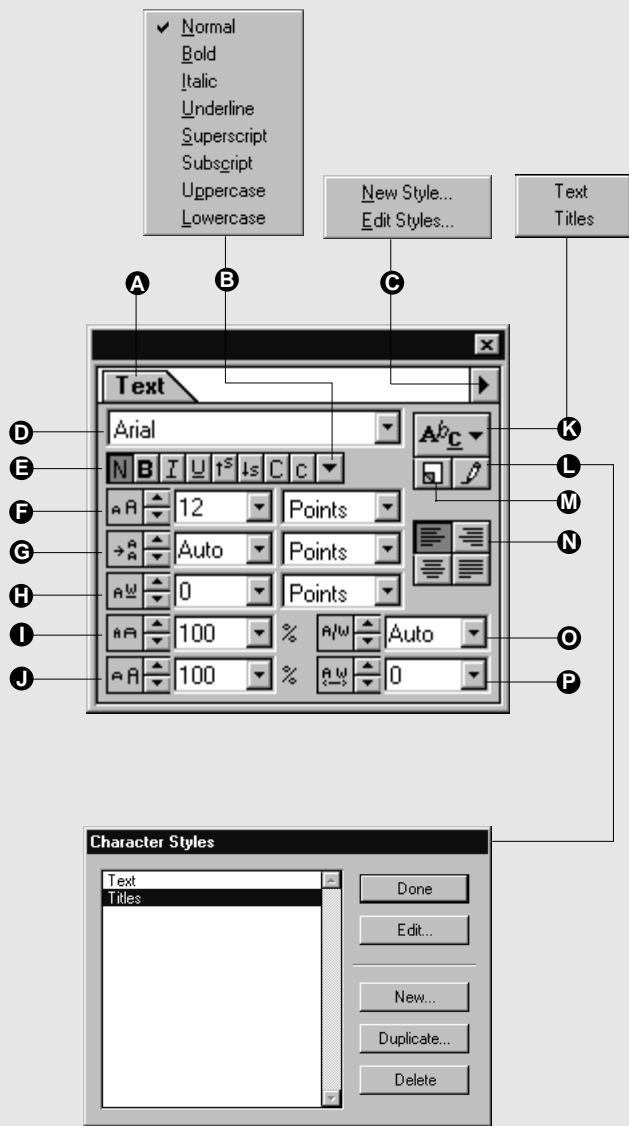 ✓ Normal
Bold
Italic
Underline
Superscript
Subscript
Uppercase
Lowercase
New Style...
Edit Styles...
Text
Titles
A
B
C
Text
D
Arial
K
E
N B I U ↑S ↓s C c
L
M
F
A A 12 Points
G
→A A Auto Points
N
H
A W 0 Points
I
A A 100 %
A/W Auto
O
J
A A 100 %
A W 0
P
Abc
Character Styles
Text
Titles
Done
Edit...
New...
Duplicate...
Delete